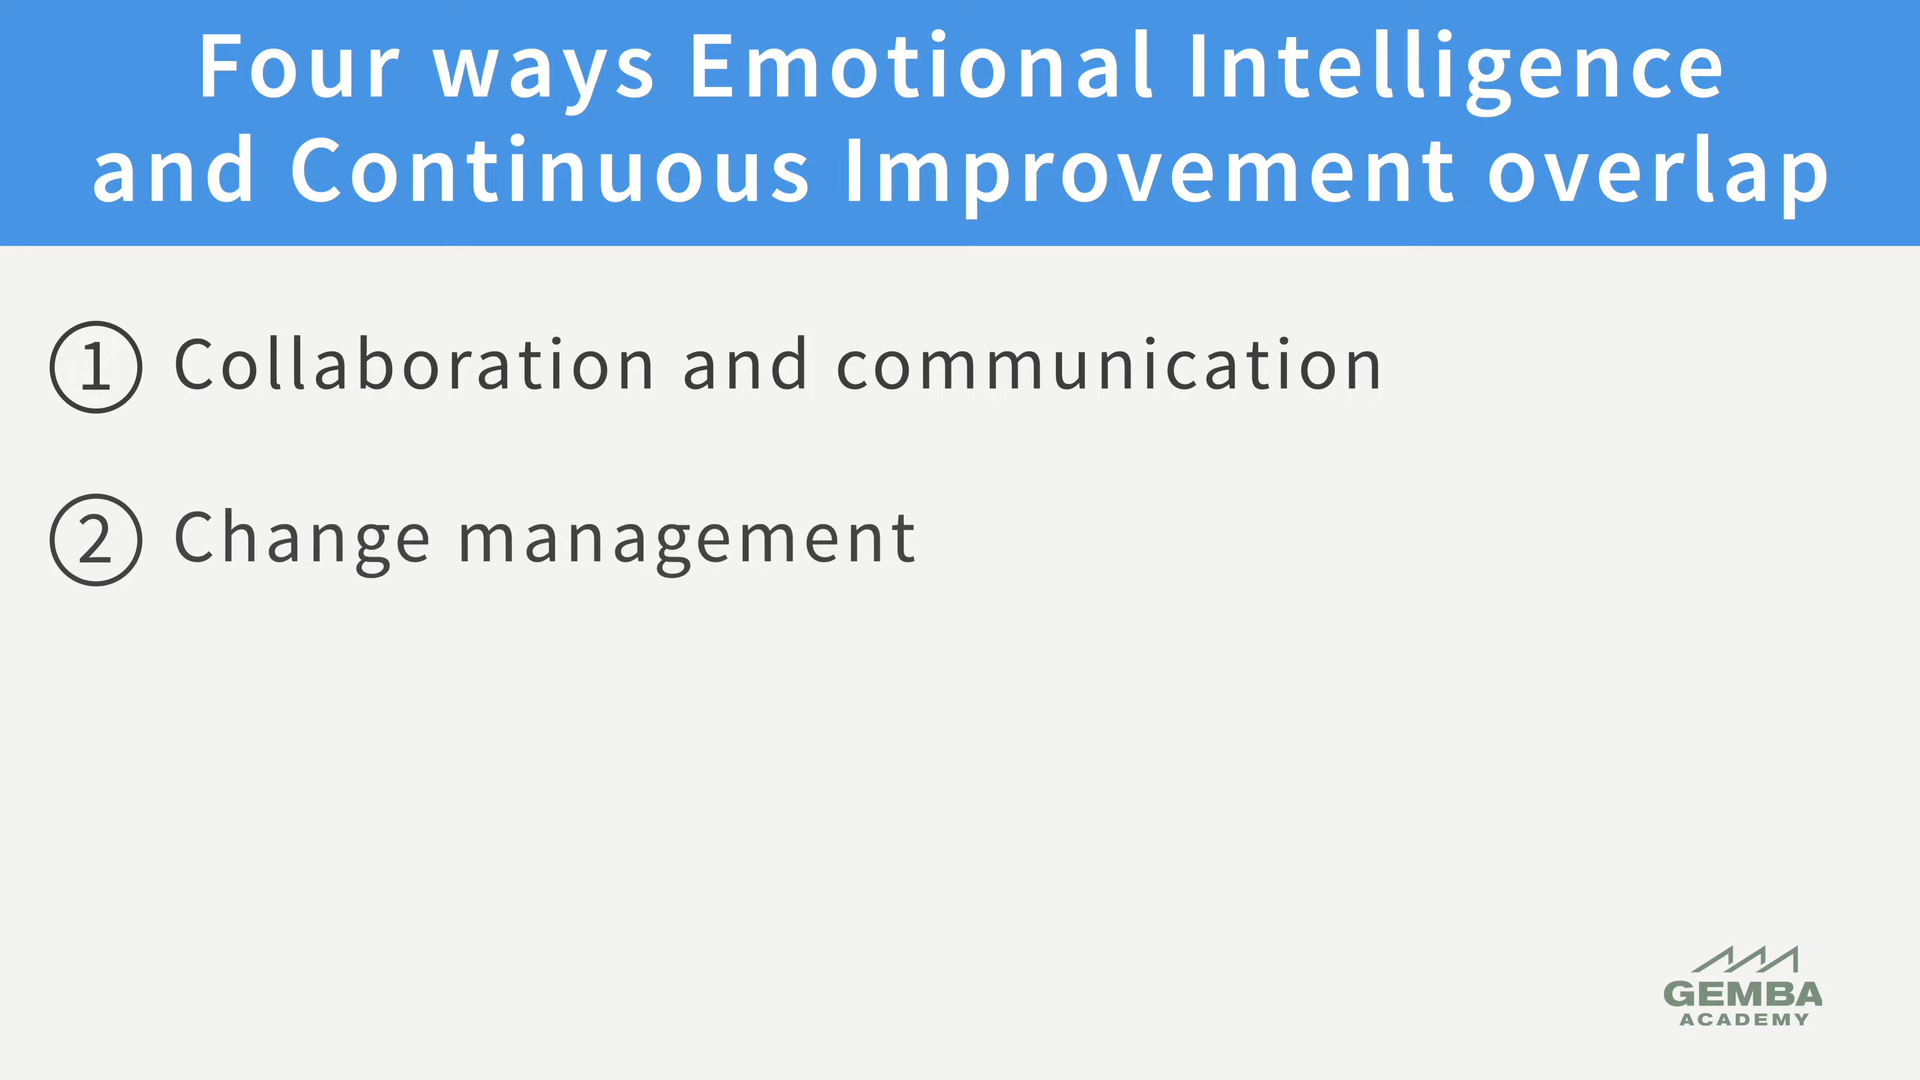 Four ways Emotional Intelligence
and Continuous Improvement overlap
1 Collaboration and communication
2 Change management
GEMBA
ACADEMY